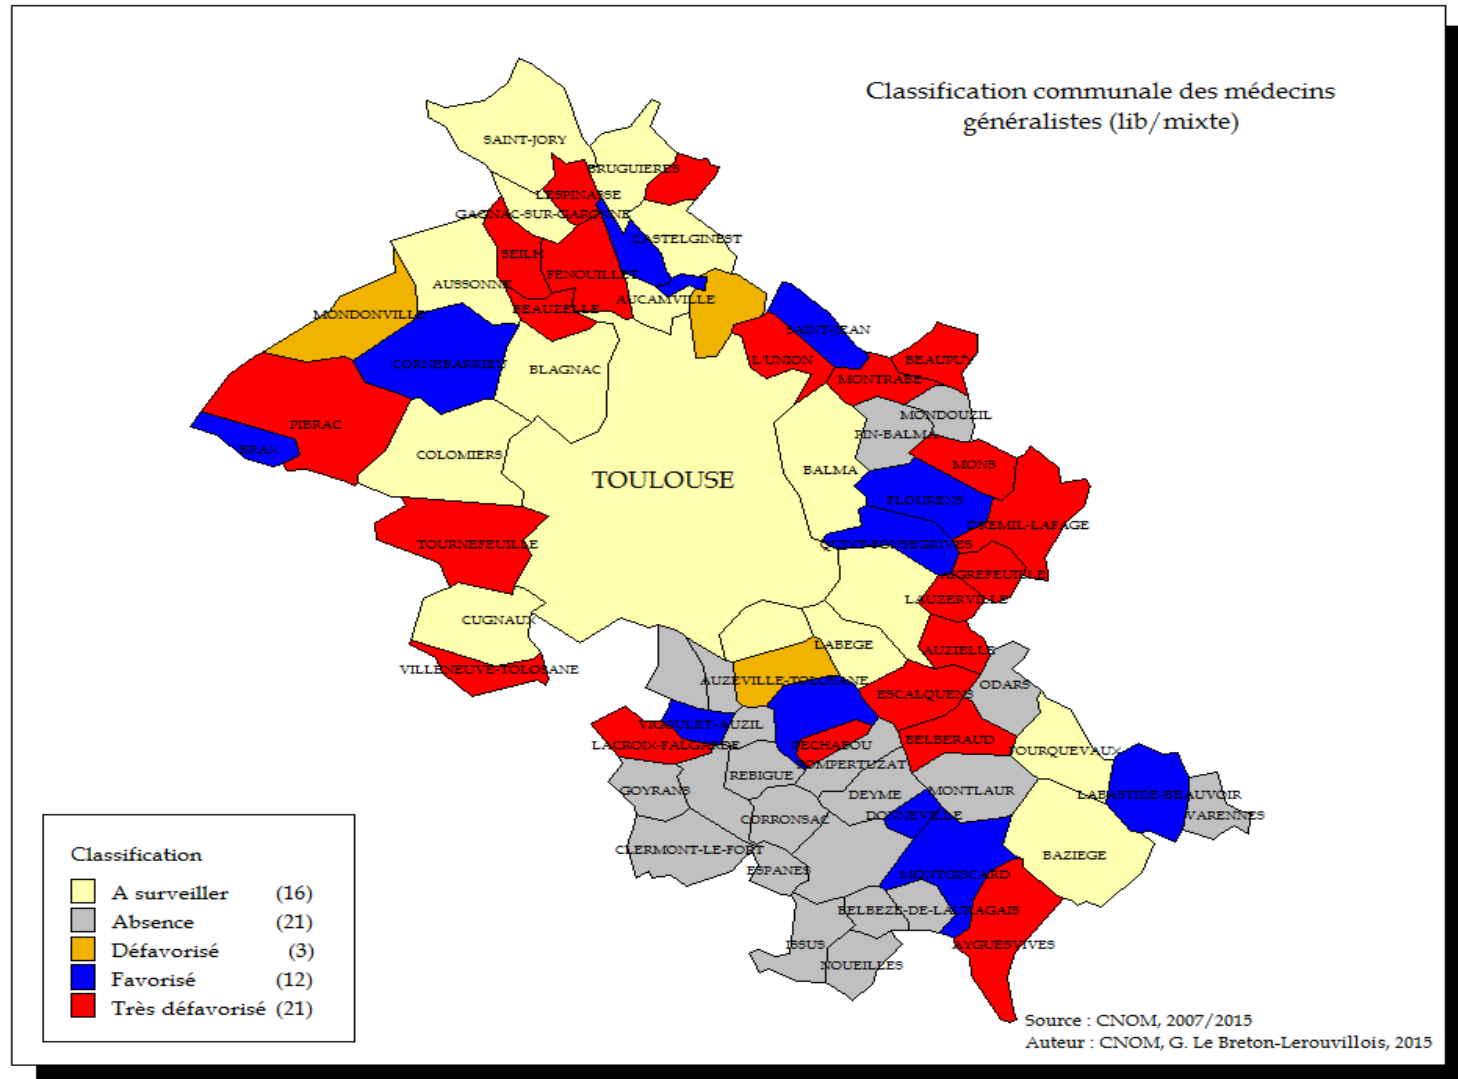 Classification communale des médecins
généralistes (lib/mixte)
SAINT-JORY
BRUGUIERES
LESPINASSE
GAGNAC-SUR-GARONNE
CASTELGINEST
SEILH
FENOUILLET
AUSSONNE
AUCAMVILLE
BEAUZELLE
MONDONVILLE
SAINT-JEAN
L'UNION
BEAUPUY
CORNEBARRIEU
BLAGNAC
MONTRABE
MONDOUZIL
PIBRAC
PIN-BALMA
BRAX
COLOMIERS
BALMA
MONS
TOULOUSE
FLOURENS
DREMIL-LAFAGE
TOURNEFEUILLE
QUINT-FONSEGRIVES
AIGREFEUILLE
LAUZERVILLE
CUGNAUX
LABEGE
AUZIELLE
VILLENEUVE-TOLOSANE
AUZEVILLE-TOLOSANE
ODARS
ESCALQUENS
VIGOULET-AUZIL
LACROIX-FALGARDE
PECHABOU
BELBERAUD
FOURQUEVAUX
POMPERTUZAT
REBIGUE
GOYRANS
DEYME
MONTLAUR
LABASTIDE-BEAUVOIR
DONNEVILLE
VARENNES
CORRONSAC
CLERMONT-LE-FORT
BAZIEGE
ESPANES
MONTGISCARD
BELBEZE-DE-LAURAGAIS
ISSUS
AYGUESVIVES
NOUEILLES
Classification
A surveiller (16)
Absence (21)
Défavorisé (3)
Favorisé (12)
Très défavorisé (21)
Source : CNOM, 2007/2015
Auteur : CNOM, G. Le Breton-Lerouvillois, 2015